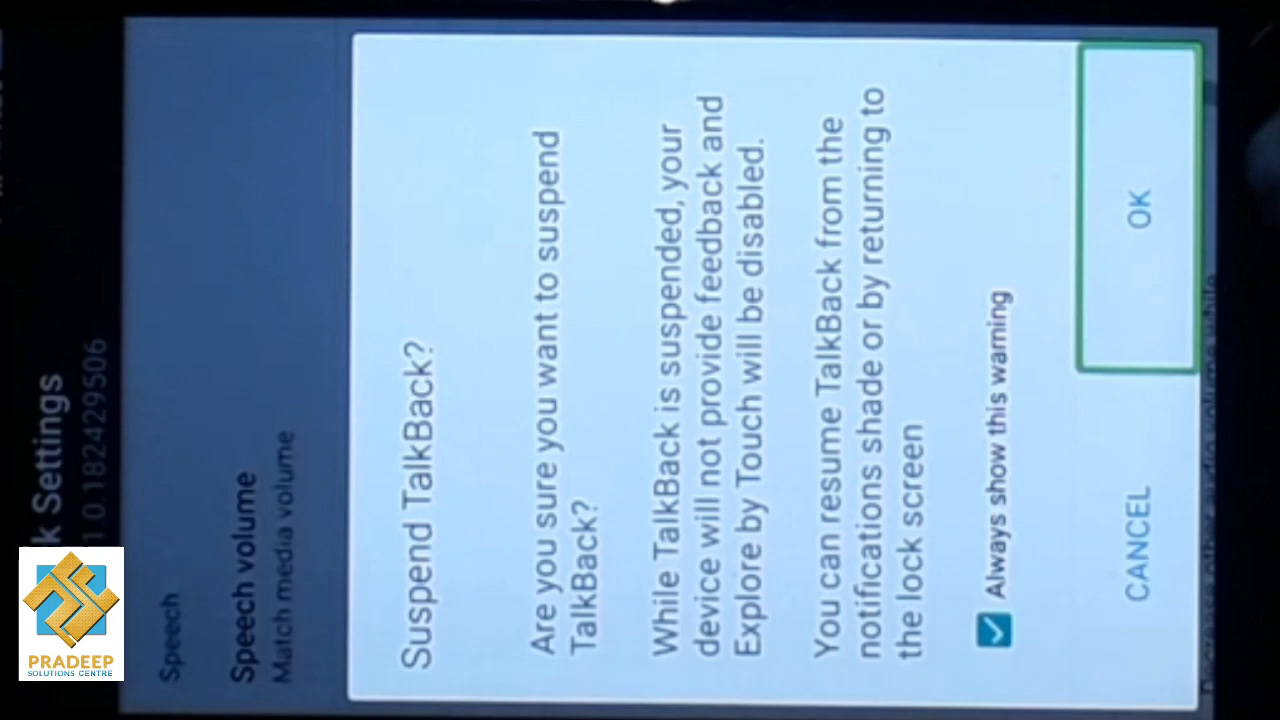 k Settings
1.0.182429506
Speech
Speech volume
Match media volume
Suspend TalkBack?
Are you sure you want to suspend
TalkBack?
While TalkBack is suspended, your
device will not provide feedback and
Explore by Touch will be disabled.
You can resume TalkBack from the
notifications shade or by returning to
the lock screen
Always show this warning
CANCEL
OK
PRADEEP
SOLUTIONS CENTRE